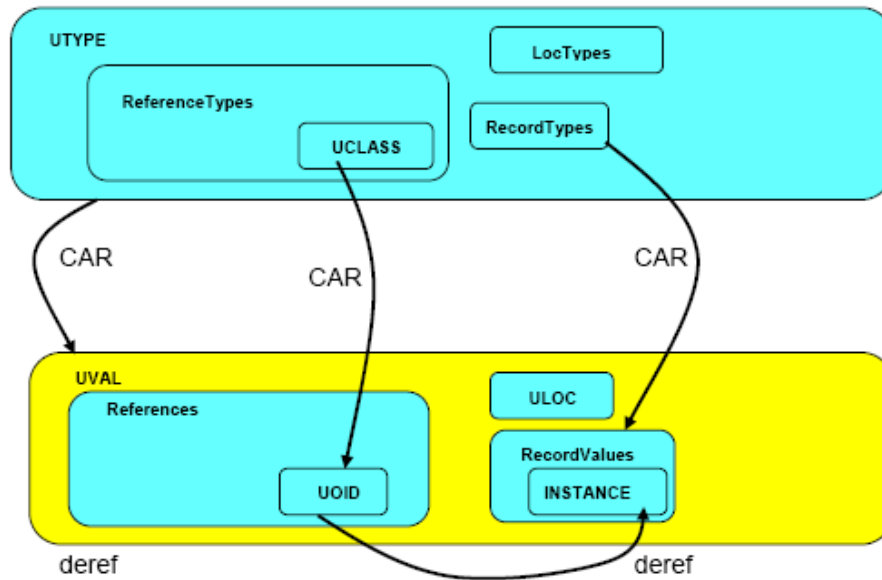 UTYPE
LocTypes
ReferenceTypes
RecordTypes
UCLASS
CAR
CAR
CAR
UVAL
References
ULOC
RecordValues
UOID
INSTANCE
deref
deref